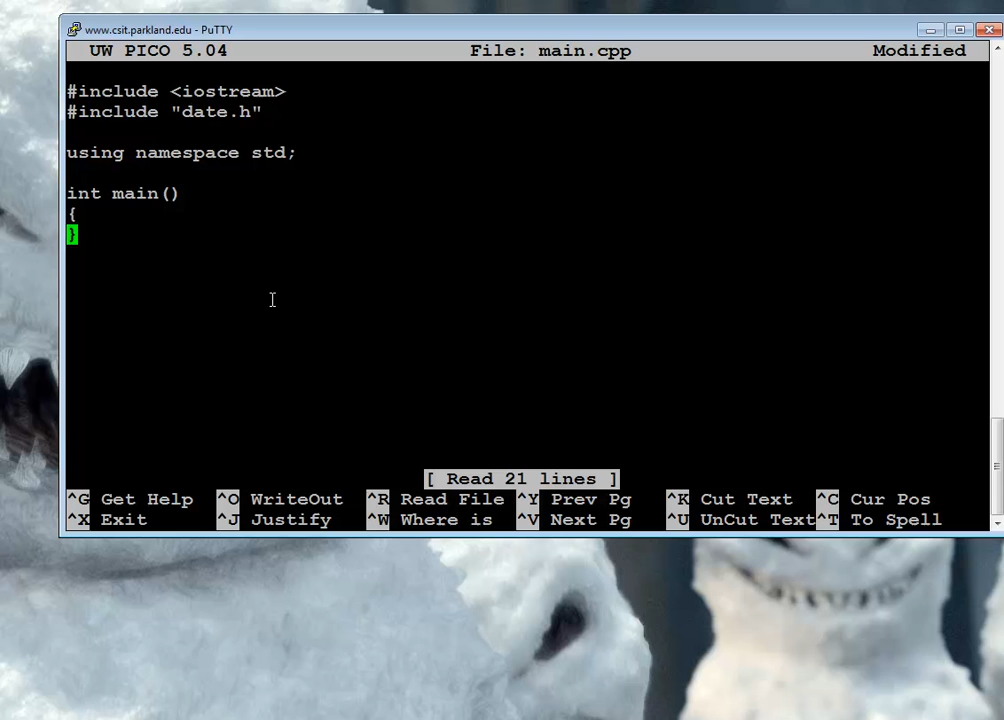 www.csit.parkland.edu - PuTTY
UW PICO 5.04 File: main.cpp Modified
#include <iostream>
#include "date.h"
using namespace std;
int main()
{
}
[ Read 21 lines ]
^G Get Help ^O WriteOut ^R Read File ^Y Prev Pg ^K Cut Text ^C Cur Pos
^X Exit ^J Justify ^W Where is ^V Next Pg ^U UnCut Text ^T To Spell